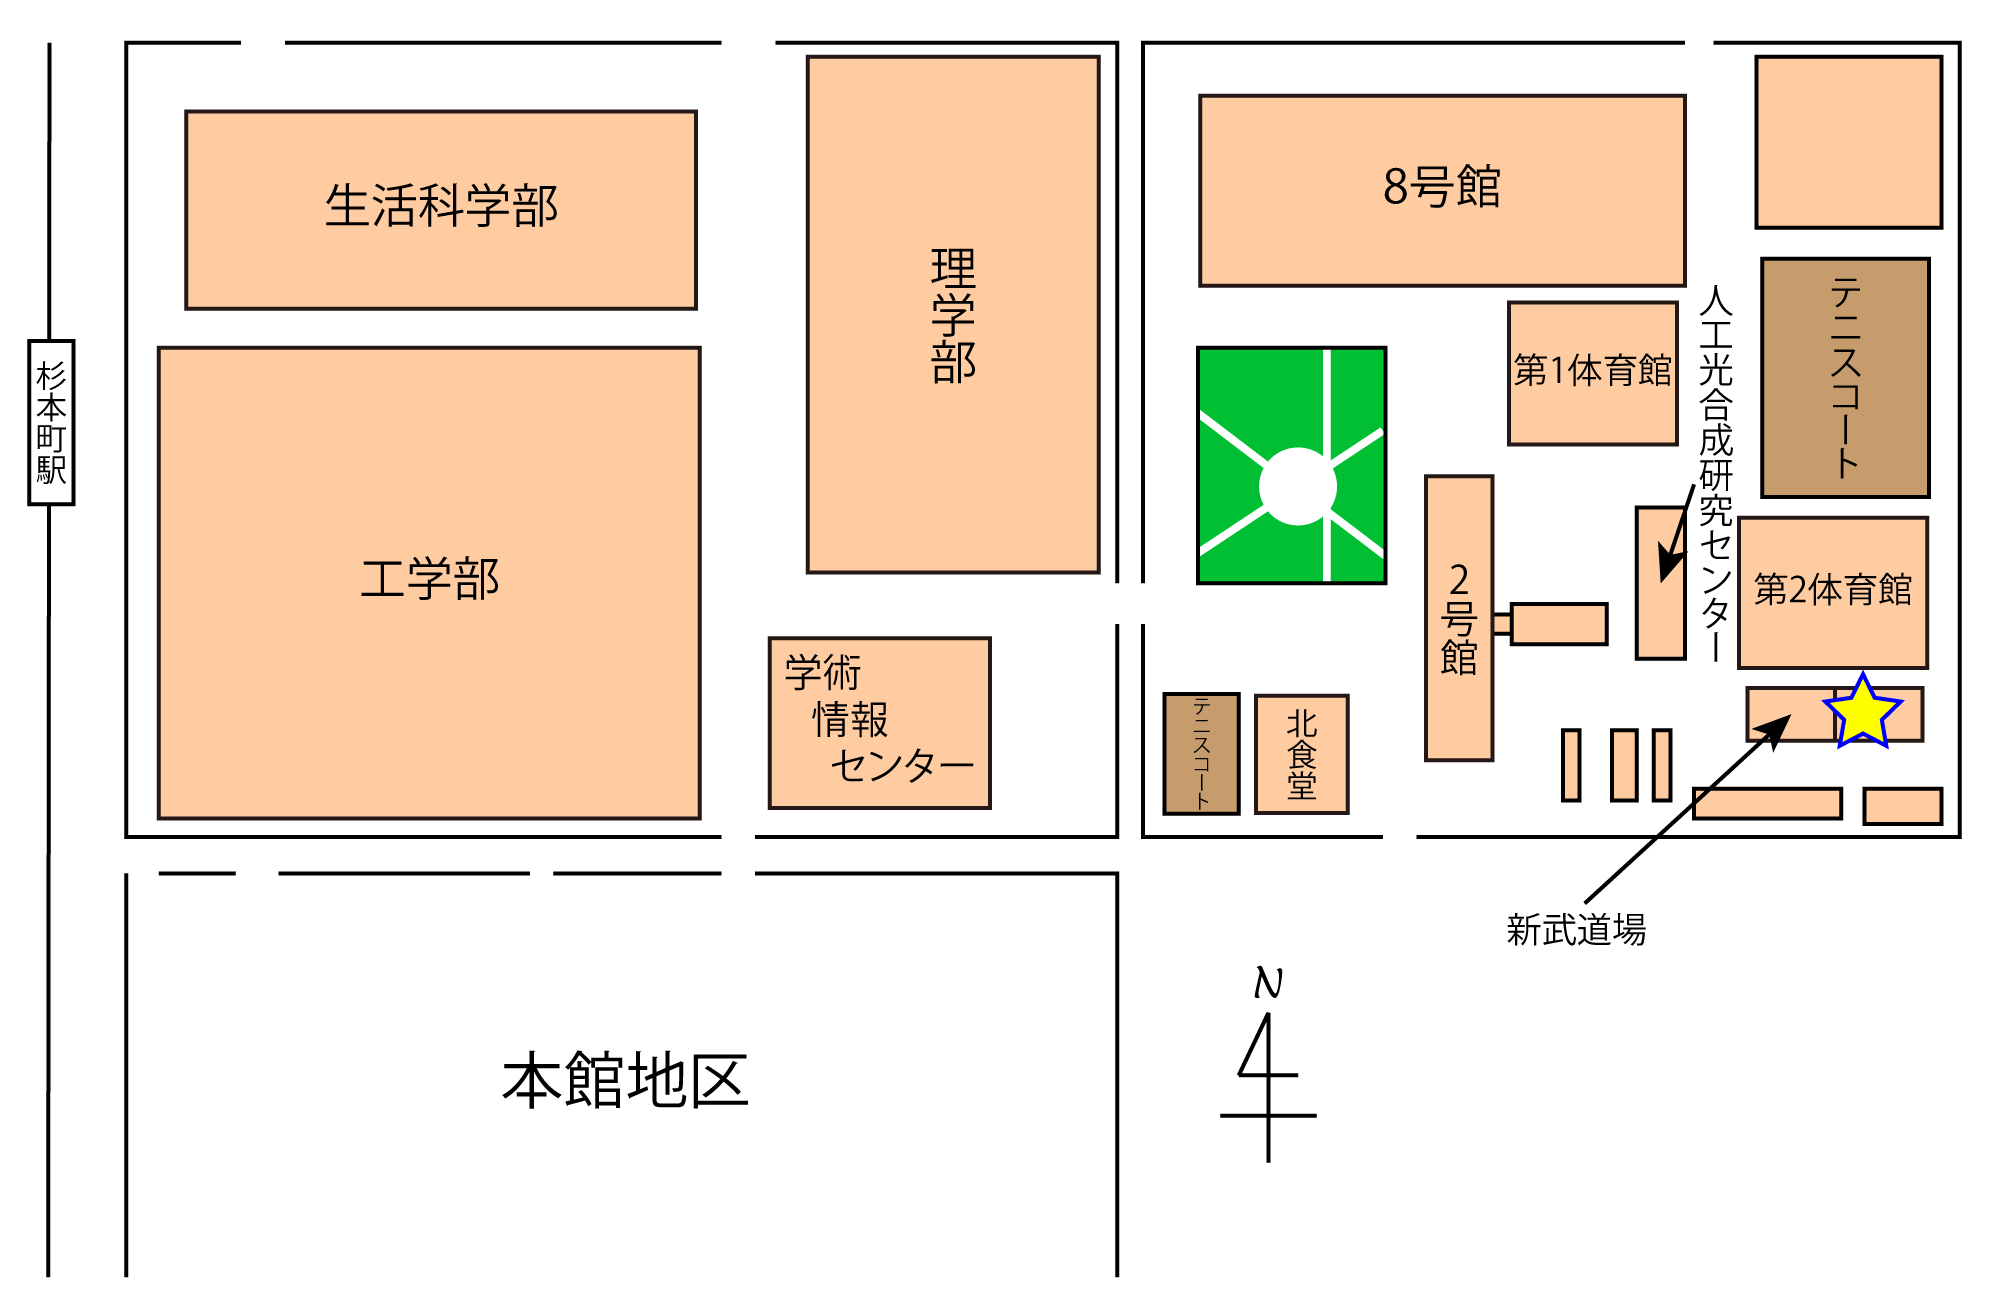 生活科学部
理学部
8号館
テニスコート
人工光合成研究センター
第1体育館
杉本町駅
工学部
2号館
第2体育館
学術
情報
センター
テニスコート
北食堂
新武道場
N
本館地区